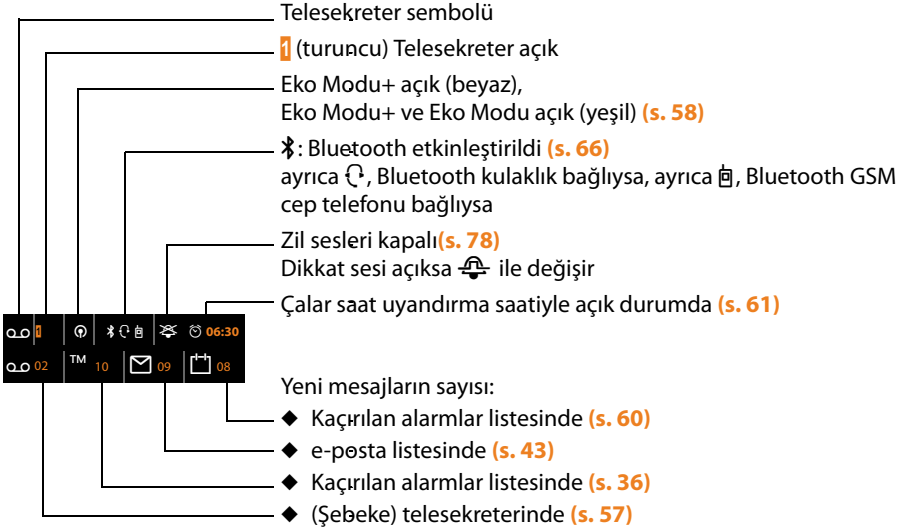 Telesekreter sembolü
1 (turuncu) Telesekreter açık
Eko Modu+ açık (beyaz),
Eko Modu+ ve Eko Modu açık (yeşil) (s. 58)
: Bluetooth etkinleştirildi (s. 66)
ayrıca , Bluetooth kulaklık bağlıysa, ayrıca , Bluetooth GSM
cep telefonu bağlıysa
Zil sesleri kapalı(s. 78)
Dikkat sesi açıksa ile değişir
Çalar saat uyandırma saatiyle açık durumda (s. 61)
1 06:30
02 ™ 10 09 08
Yeni mesajların sayısı:
◆ Kaçırılan alarmlar listesinde (s. 60)
◆ e-posta listesinde (s. 43)
◆ Kaçırılan alarmlar listesinde (s. 36)
◆ (Şebeke) telesekreterinde (s. 57)